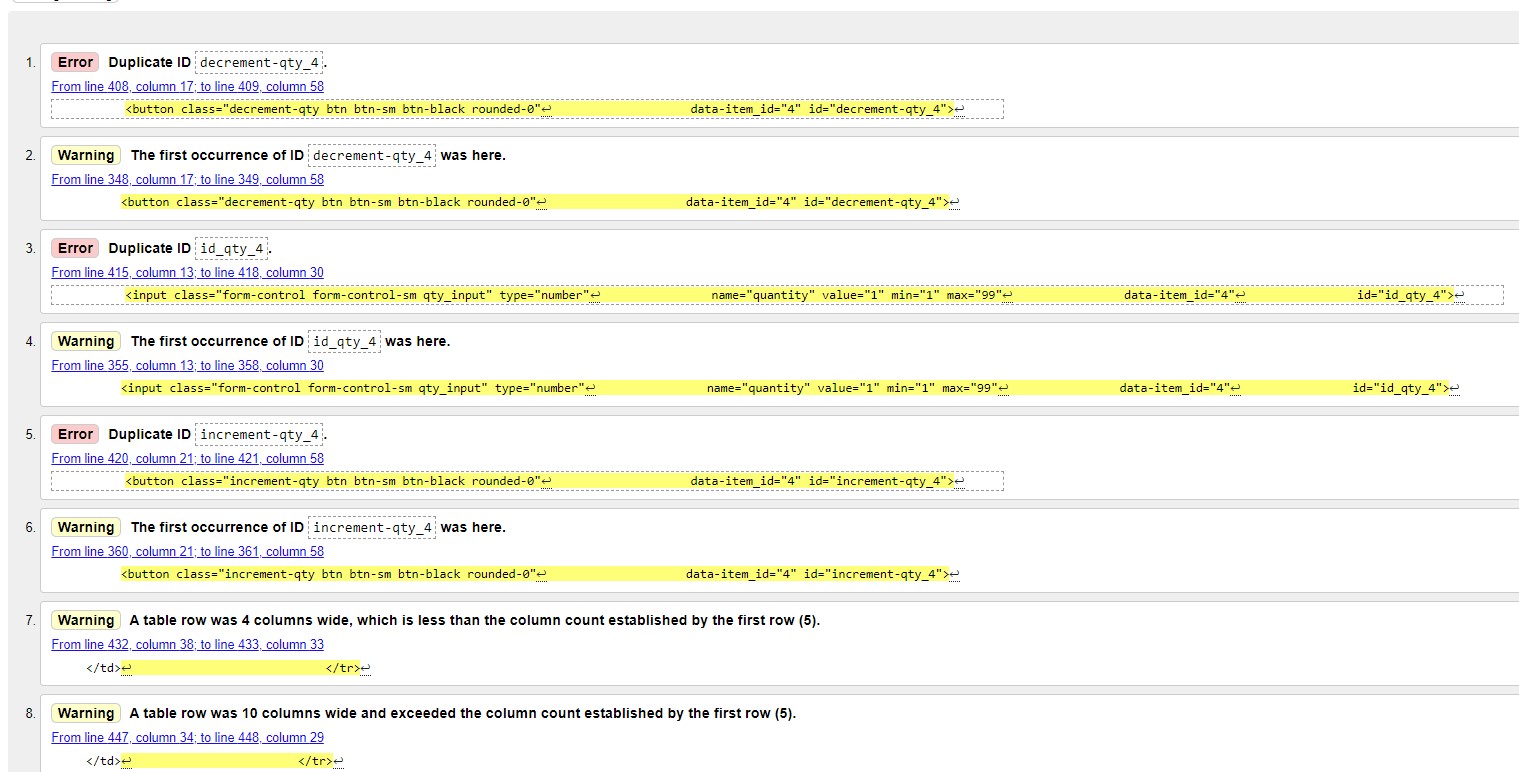 1. Error Duplicate ID decrement-qty_4.
From line 408, column 17; to line 409, column 58
<button class="decrement-qty btn btn-sm btn-black rounded-0"↩ data-item_id="4" id="decrement-qty_4">↩
2. Warning The first occurrence of ID decrement-qty_4 was here.
From line 348, column 17; to line 349, column 58
<button class="decrement-qty btn btn-sm btn-black rounded-0"↩ data-item_id="4" id="decrement-qty_4">↩
3. Error Duplicate ID id_qty_4.
From line 415, column 13; to line 418, column 30
<input class="form-control form-control-sm qty_input" type="number"↩ name="quantity" value="1" min="1" max="99"↩ data-item_id="4"↩ id="id_qty_4">↩
4. Warning The first occurrence of ID id_qty_4 was here.
From line 355, column 13; to line 358, column 30
<input class="form-control form-control-sm qty_input" type="number"↩ name="quantity" value="1" min="1" max="99"↩ data-item_id="4"↩ id="id_qty_4">↩
5. Error Duplicate ID increment-qty_4.
From line 420, column 21; to line 421, column 58
<button class="increment-qty btn btn-sm btn-black rounded-0"↩ data-item_id="4" id="increment-qty_4">↩
6. Warning The first occurrence of ID increment-qty_4 was here.
From line 360, column 21; to line 361, column 58
<button class="increment-qty btn btn-sm btn-black rounded-0"↩ data-item_id="4" id="increment-qty_4">↩
7. Warning A table row was 4 columns wide, which is less than the column count established by the first row (5).
From line 432, column 38; to line 433, column 33
</td>↩ </tr>↩
8. Warning A table row was 10 columns wide and exceeded the column count established by the first row (5).
From line 447, column 34; to line 448, column 29
</td>↩ </tr>↩